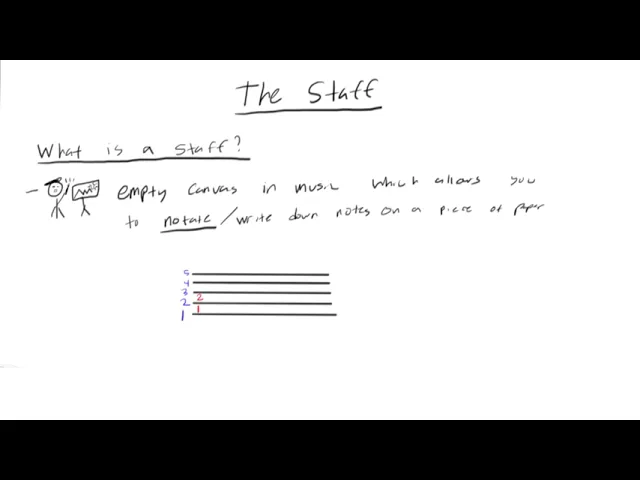 The Staff
What is a staff?
– empty canvas in music which allows you
to notate/write down notes on a piece of paper
5
4
3
2 2
1 1